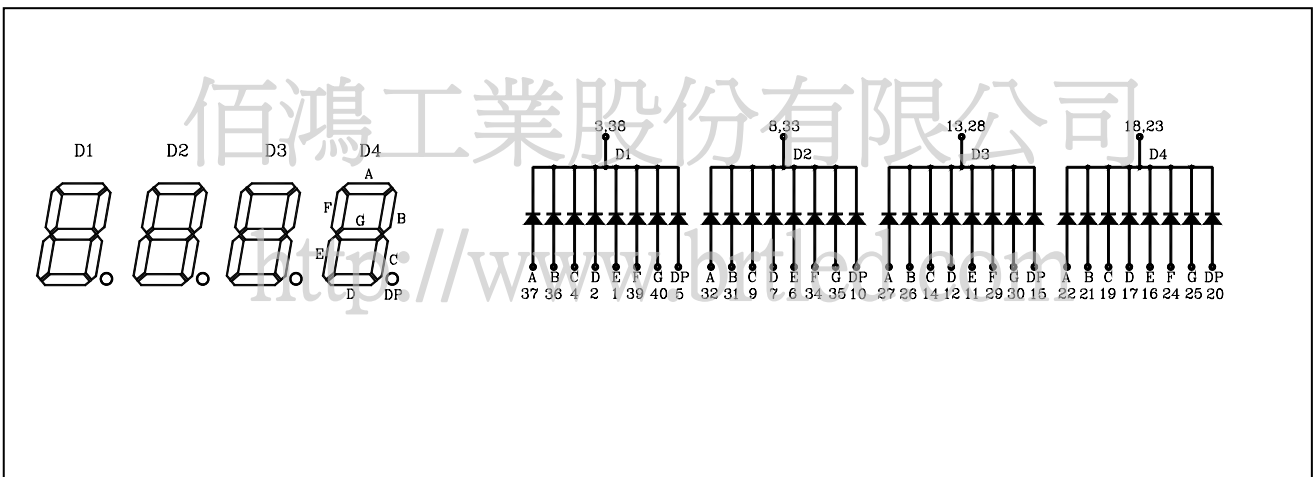 佰鴻工業股份有限公司
http://www.brtled.com
D1 D2 D3 D4
A
F
G
B
E
C
D
DP
3,38 8,33 13,28 18,23
D1 D2 D3 D4
A B C D E F G DP A B C D E F G DP A B C D E F G DP A B C D E F G DP
37 36 4 2 1 39 40 5 32 31 9 7 6 34 35 10 27 26 14 12 11 29 30 15 22 21 19 17 16 24 25 20